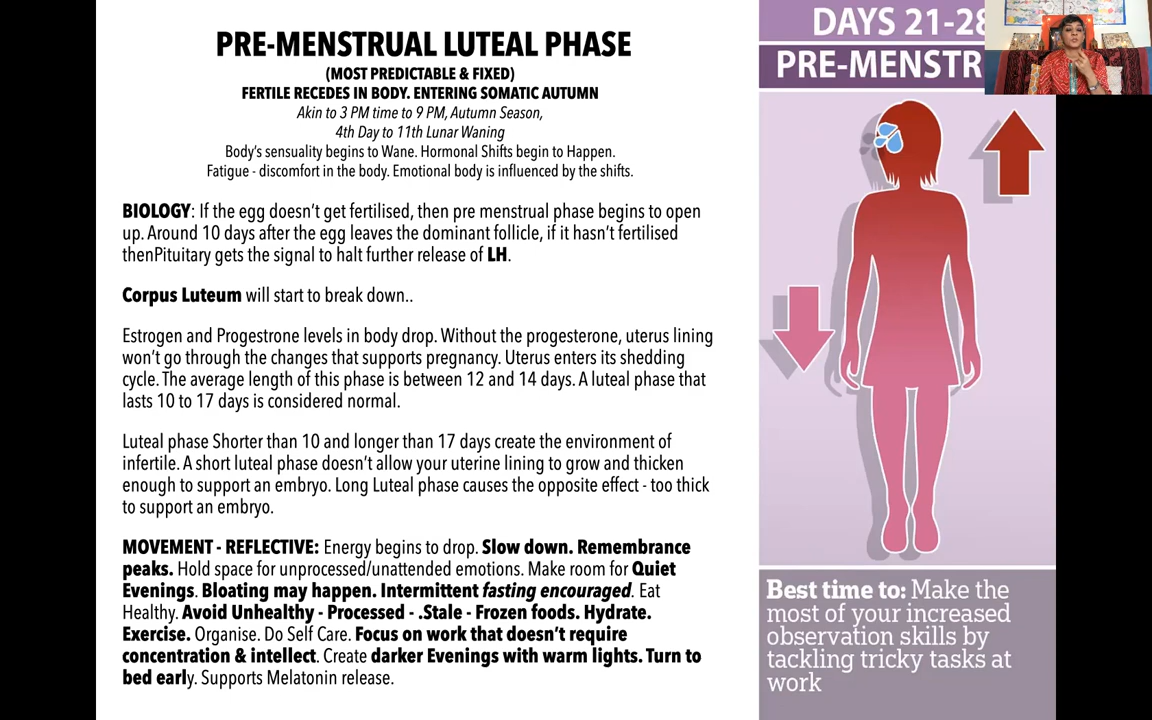 PRE-MENSTRUAL LUTEAL PHASE
(MOST PREDICTABLE & FIXED)
FERTILE RECEDES IN BODY. ENTERING SOMATIC AUTUMN
Akin to 3 PM time to 9 PM, Autumn Season,
4th Day to 11th Lunar Waning
Body's sensuality begins to Wane. Hormonal Shifts begin to Happen.
Fatigue - discomfort in the body. Emotional body is influenced by the shifts.
BIOLOGY: If the egg doesn't get fertilised, then pre menstrual phase begins to open
up. Around 10 days after the egg leaves the dominant follicle, if it hasn't fertilised
thenPituitary gets the signal to halt further release of LH.
Corpus Luteum will start to break down..
Estrogen and Progestrone levels in body drop. Without the progesterone, uterus lining
won't go through the changes that supports pregnancy. Uterus enters its shedding
cycle. The average length of this phase is between 12 and 14 days. A luteal phase that
lasts 10 to 17 days is considered normal.
Luteal phase Shorter than 10 and longer than 17 days create the environment of
infertile. A short luteal phase doesn't allow your uterine lining to grow and thicken
enough to support an embryo. Long Luteal phase causes the opposite effect - too thick
to support an embryo.
MOVEMENT - REFLECTIVE: Energy begins to drop. Slow down. Remembrance
peaks. Hold space for unprocessed/unattended emotions. Make room for Quiet
Evenings. Bloating may happen. Intermittent fasting encouraged. Eat
Healthy. Avoid Unhealthy - Processed - .Stale - Frozen foods. Hydrate.
Exercise. Organise. Do Self Care. Focus on work that doesn't require
concentration & intellect. Create darker Evenings with warm lights. Turn to
bed early. Supports Melatonin release.
DAYS 21-28
PRE-MENSTR
Best time to: Make the
most of your increased
observation skills by
tackling tricky tasks at
work